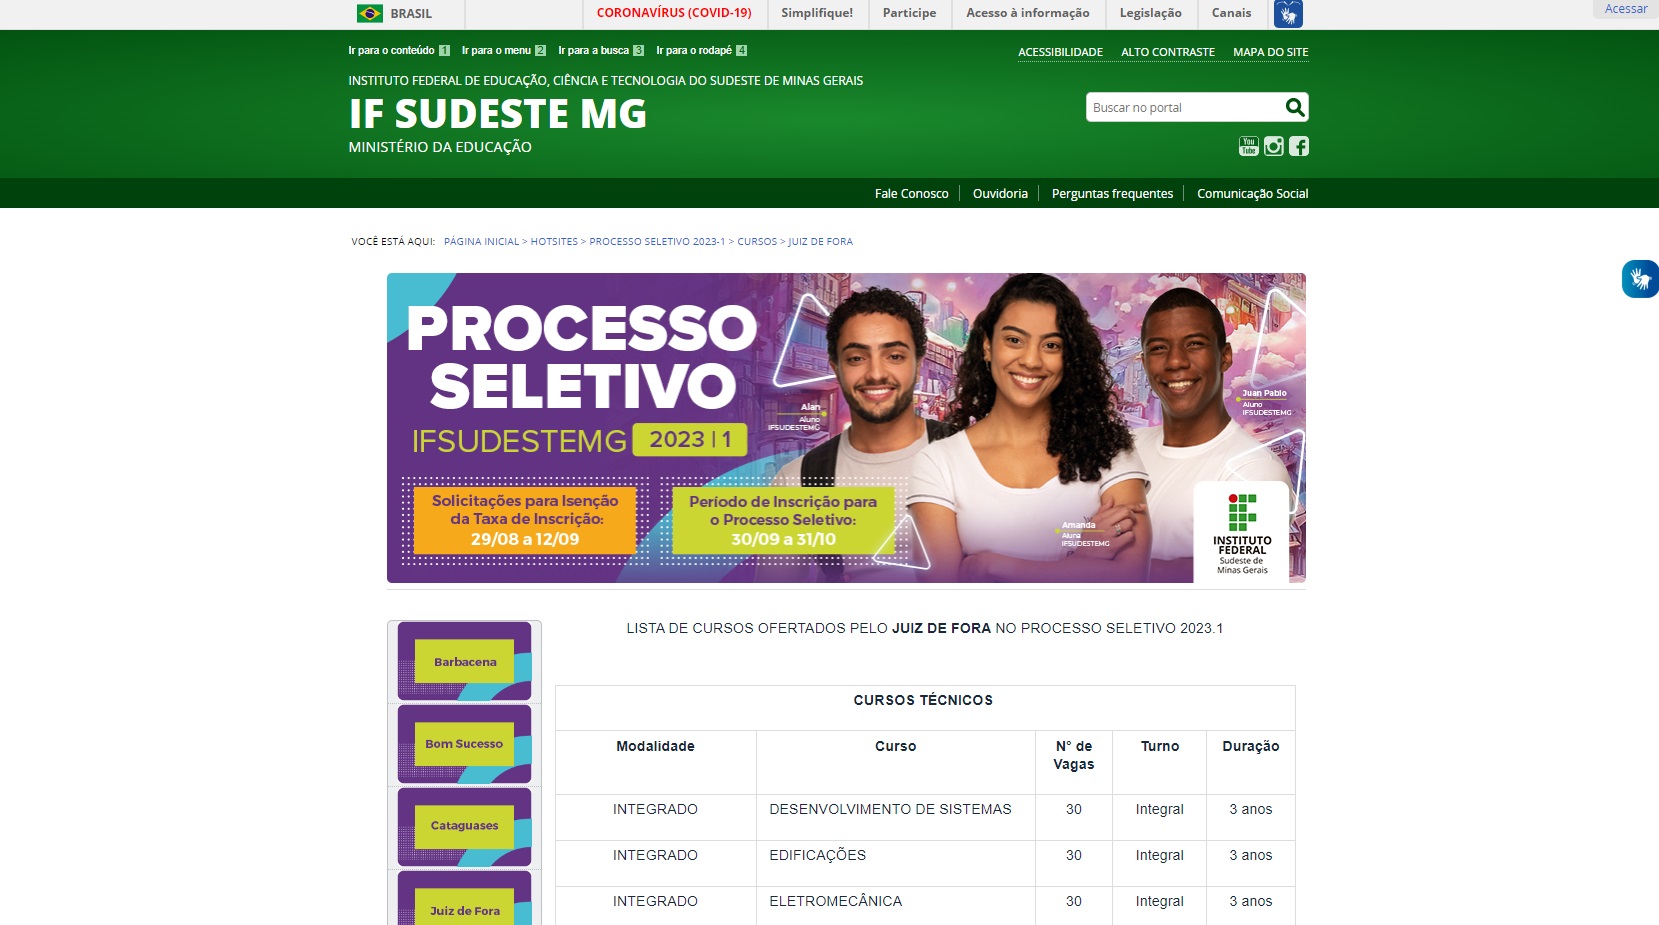 BRASIL
CORONAVÍRUS (COVID-19)
Simplifique!
Participe
Acesso à informação
Legislação
Canais
Acessar
Ir para o conteúdo 1
Ir para o menu 2
Ir para a busca 3
Ir para o rodapé 4
ACESSIBILIDADE
ALTO CONTRASTE
MAPA DO SITE
INSTITUTO FEDERAL DE EDUCAÇÃO, CIÊNCIA E TECNOLOGIA DO SUDESTE DE MINAS GERAIS
IF SUDESTE MG
MINISTÉRIO DA EDUCAÇÃO
Buscar no portal
You
Tube
Fale Conosco
Ouvidoria
Perguntas frequentes
Comunicação Social
VOCÊ ESTÁ AQUI: PÁGINA INICIAL > HOTSITES > PROCESSO SELETIVO 2023-1 > CURSOS > JUIZ DE FORA
PROCESSO
SELETIVO
IFSUDESTEMG 2023 | 1
Solicitações para Isenção
da Taxa de Inscrição:
29/08 a 12/09
Período de Inscrição para
o Processo Seletivo:
30/09 a 31/10
Alan
Aluno
IFSUDESTEMG
Amanda
Aluna
IFSUDESTEMG
Juan Pablo
Aluno
IFSUDESTEMG
INSTITUTO
FEDERAL
Sudeste de
Minas Gerais
Barbacena
Bom Sucesso
Cataguases
Juiz de Fora
LISTA DE CURSOS OFERTADOS PELO JUIZ DE FORA NO PROCESSO SELETIVO 2023.1
CURSOS TÉCNICOS
Modalidade Curso N° de Vagas Turno Duração
INTEGRADO DESENVOLVIMENTO DE SISTEMAS 30 Integral 3 anos
INTEGRADO EDIFICAÇÕES 30 Integral 3 anos
INTEGRADO ELETROMECÂNICA 30 Integral 3 anos